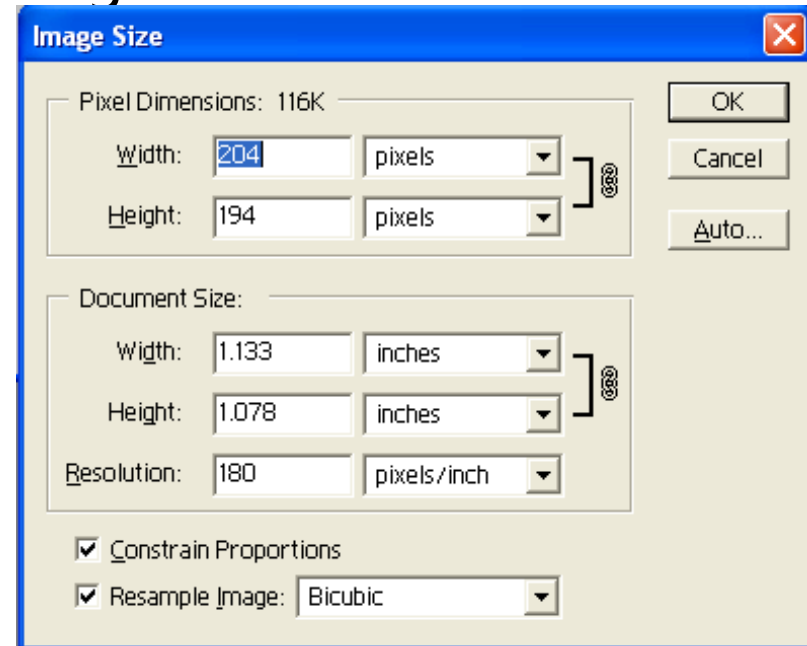 Image Size
Pixel Dimensions: 116K
OK
Width: 204 pixels
Cancel
Height: 194 pixels
Auto...
Document Size:
Width: 1.133 inches
Height: 1.078 inches
Resolution: 180 pixels/inch
Constrain Proportions
Resample Image: Bicubic